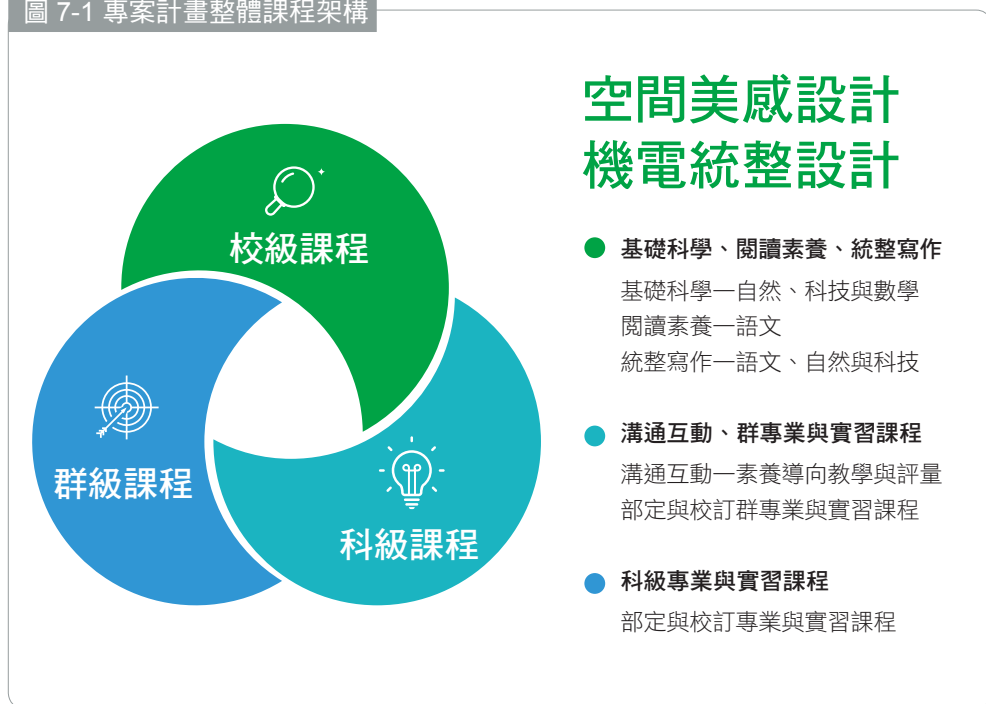 圖 7-1 專案計畫整體課程架構
空間美感設計
機電統整設計
校級課程
群級課程
科級課程
基礎科學、閱讀素養、統整寫作
基礎科學—自然、科技與數學
閱讀素養—語文
統整寫作—語文、自然與科技
溝通互動、群專業與實習課程
溝通互動—素養導向教學與評量
部定與校訂群專業與實習課程
科級專業與實習課程
部定與校訂專業與實習課程